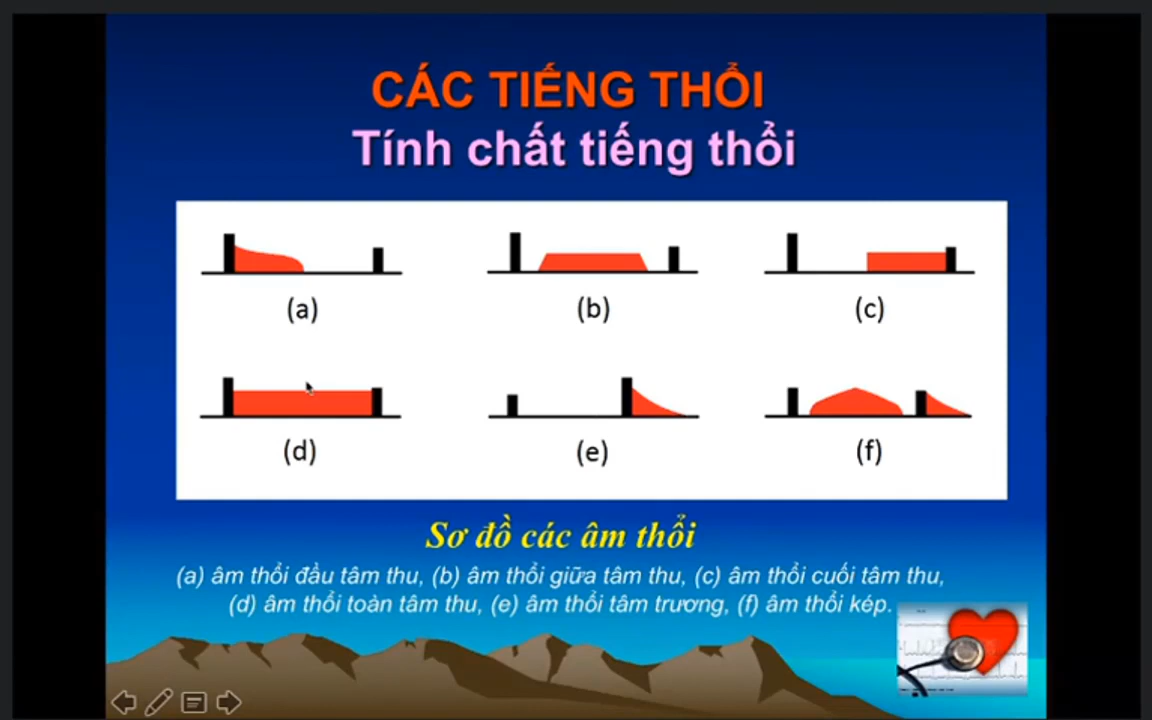 CÁC TIẾNG THỔI
Tính chất tiếng thổi
(a) (b) (c)
(d) (e) (f)
Sơ đồ các âm thổi
(a) âm thổi đầu tâm thu, (b) âm thổi giữa tâm thu, (c) âm thổi cuối tâm thu,
(d) âm thổi toàn tâm thu, (e) âm thổi tâm trương, (f) âm thổi kép.